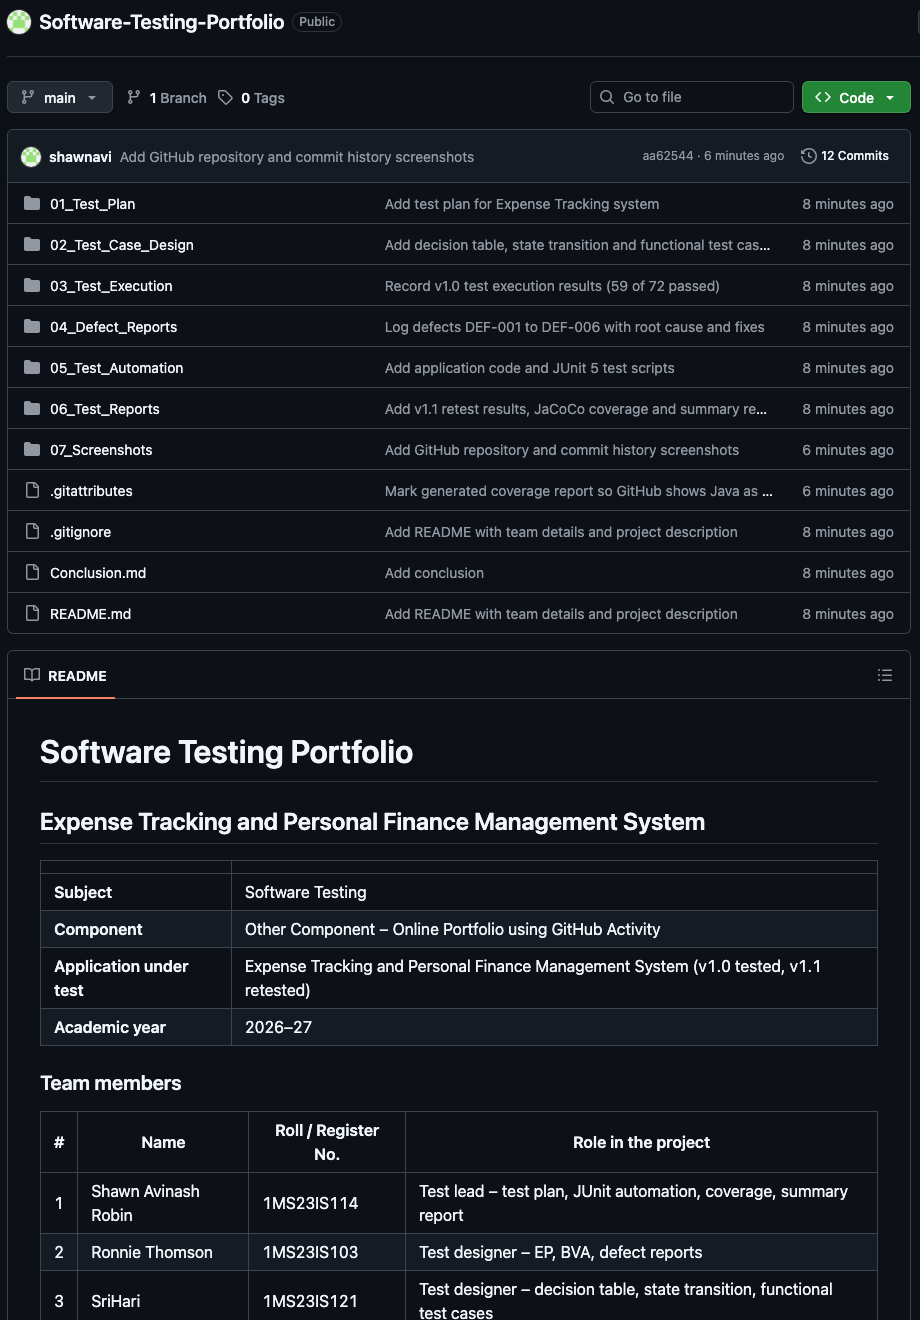 Software-Testing-Portfolio Public
main 1 Branch 0 Tags Go to file Code
shawnavi Add GitHub repository and commit history screenshots aa62544 · 6 minutes ago 12 Commits
01_Test_Plan Add test plan for Expense Tracking system 8 minutes ago
02_Test_Case_Design Add decision table, state transition and functional test cas... 8 minutes ago
03_Test_Execution Record v1.0 test execution results (59 of 72 passed) 8 minutes ago
04_Defect_Reports Log defects DEF-001 to DEF-006 with root cause and fixes 8 minutes ago
05_Test_Automation Add application code and JUnit 5 test scripts 8 minutes ago
06_Test_Reports Add v1.1 retest results, JaCoCo coverage and summary re... 8 minutes ago
07_Screenshots Add GitHub repository and commit history screenshots 6 minutes ago
.gitattributes Mark generated coverage report so GitHub shows Java as ... 6 minutes ago
.gitignore Add README with team details and project description 8 minutes ago
Conclusion.md Add conclusion 8 minutes ago
README.md Add README with team details and project description 8 minutes ago
README
Software Testing Portfolio
Expense Tracking and Personal Finance Management System
Subject Software Testing
Component Other Component – Online Portfolio using GitHub Activity
Application under test Expense Tracking and Personal Finance Management System (v1.0 tested, v1.1 retested)
Academic year 2026–27
Team members
# Name Roll / Register No. Role in the project
1 Shawn Avinash Robin 1MS23IS114 Test lead – test plan, JUnit automation, coverage, summary report
2 Ronnie Thomson 1MS23IS103 Test designer – EP, BVA, defect reports
3 SriHari 1MS23IS121 Test designer – decision table, state transition, functional test cases